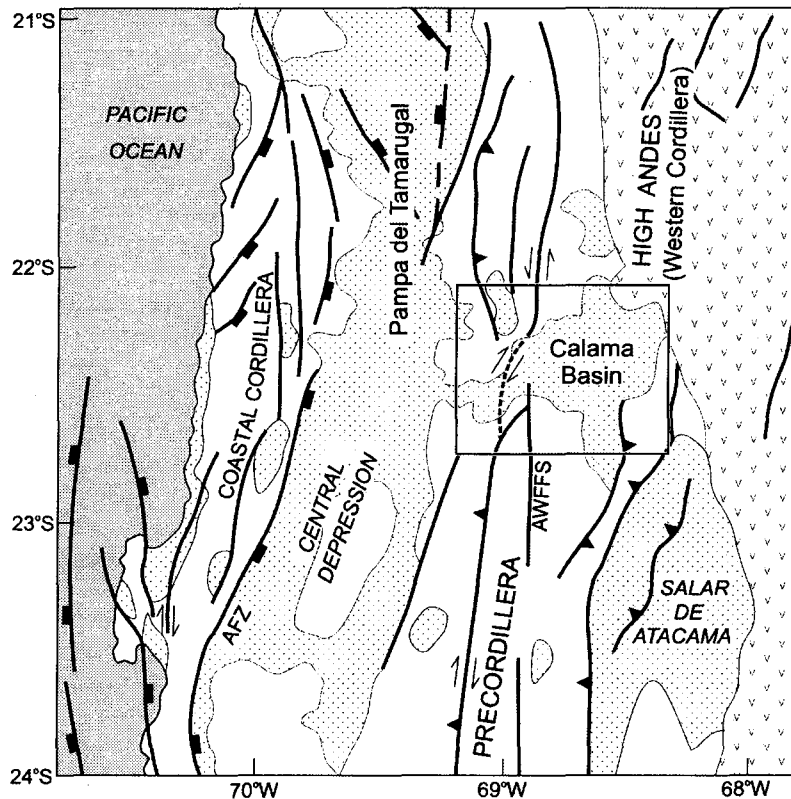 21°S
22°S
23°S
24°S
70°W
69°W
68°W
PACIFIC
OCEAN
COASTAL CORDILLERA
AFZ
CENTRAL
DEPRESSION
Pampa del Tamarugal
PRECORDILLERA
AWFFS
Calama
Basin
HIGH ANDES
(Western Cordillera)
SALAR
DE
ATACAMA